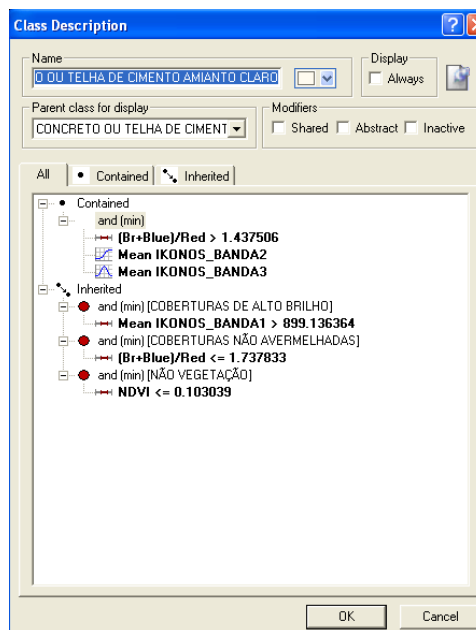 Class Description
Name
O OU TELHA DE CIMENTO AMIANTO CLARO
Display
Always
Parent class for display
CONCRETO OU TELHA DE CIMENT
Modifiers
Shared
Abstract
Inactive
All
Contained
Inherited
Contained
and (min)
(Br+Blue)/Red > 1.437506
Mean IKONOS_BANDA2
Mean IKONOS_BANDA3
Inherited
and (min) [COBERTURAS DE ALTO BRILHO]
Mean IKONOS_BANDA1 > 899.136364
and (min) [COBERTURAS NÃO AVERMELHADAS]
(Br+Blue)/Red <= 1.737833
and (min) [NÃO VEGETAÇÃO]
NDVI <= 0.103039
OK
Cancel